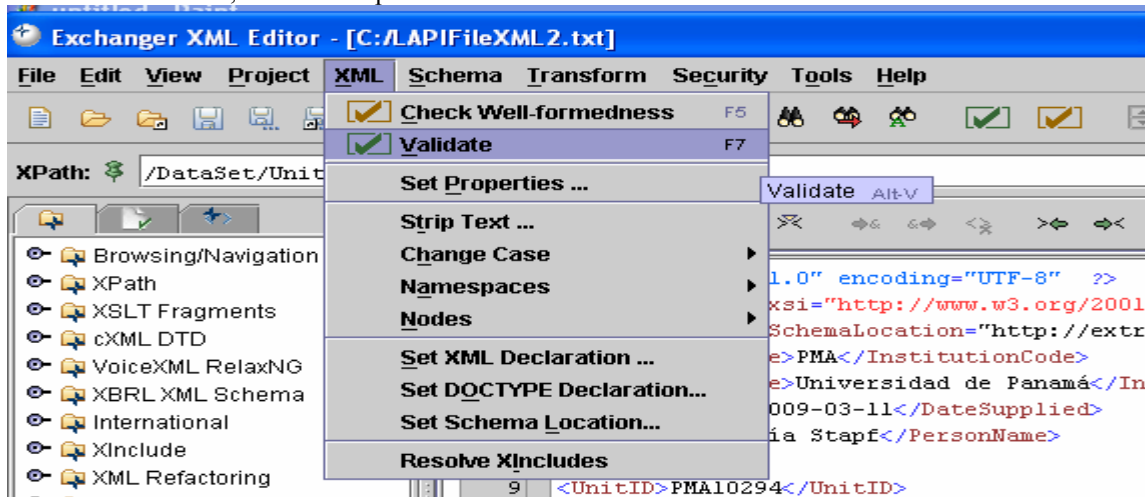 Exchanger XML Editor - [C:/LAPIFileXML2.txt]
File Edit View Project XML Schema Transform Security Tools Help
Check Well-formedness F5
Validate F7
XPath: /DataSet/Unit
Set Properties ...
Validate Alt-V
Strip Text ...
Browsing/Navigation
Change Case
XPath
1.0" encoding="UTF-8" ?>
Namespaces
XSLT Fragments
xsi="http://www.w3.org/2001
Nodes
cXML DTD
SchemaLocation="http://extr
e>PMA</InstitutionCode>
VoiceXML RelaxNG
Set XML Declaration ...
e>Universidad de Panamá</In
XBRL XML Schema
Set DOCTYPE Declaration...
009-03-11</DateSupplied>
International
Set Schema Location...
ía Stapf</PersonName>
XInclude
Resolve XIncludes
XML Refactoring
9 <UnitID>PMA10294</UnitID>